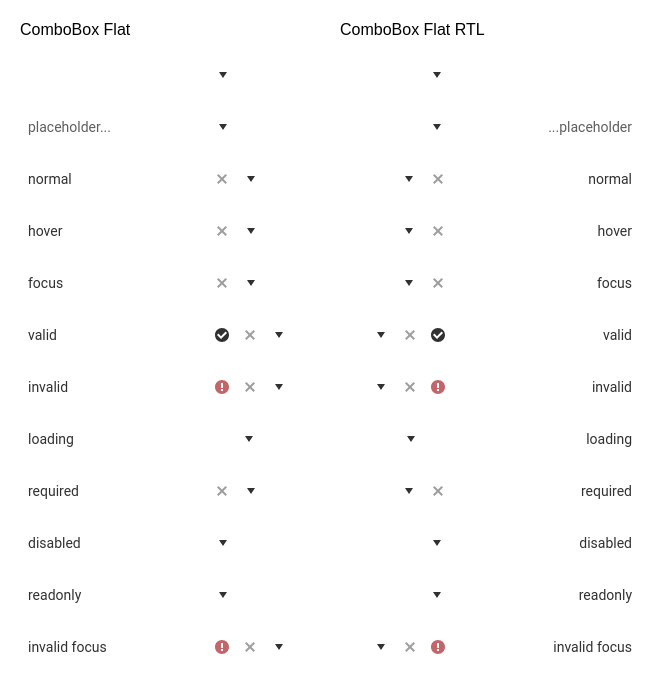 ComboBox Flat
ComboBox Flat RTL
placeholder...
...placeholder
normal
normal
hover
hover
focus
focus
valid
valid
invalid
invalid
loading
loading
required
required
disabled
disabled
readonly
readonly
invalid focus
invalid focus